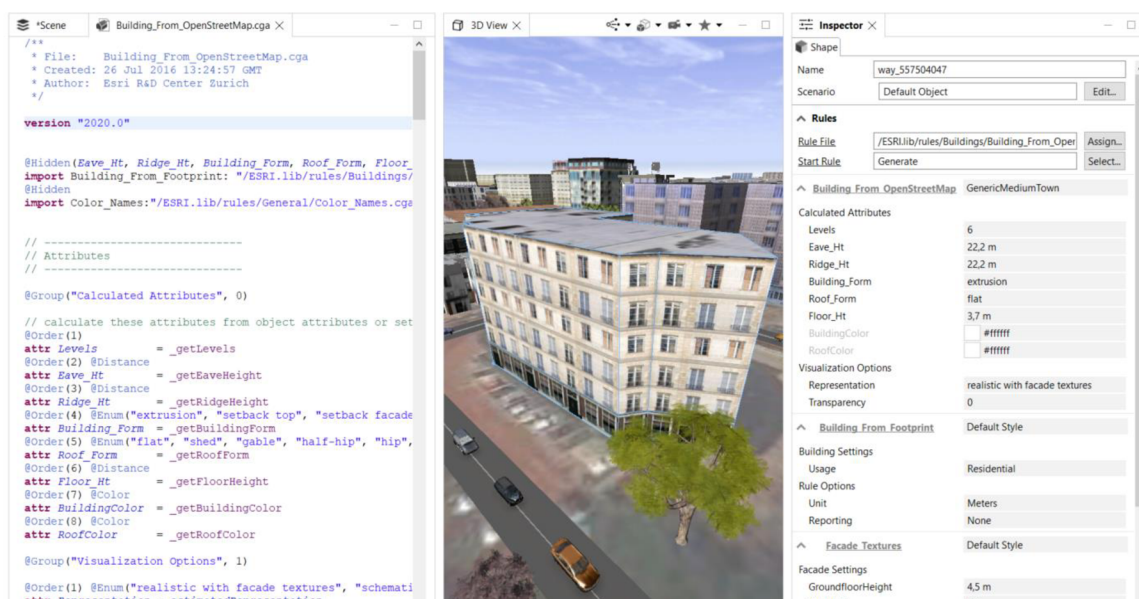 *Scene
Building_From_OpenStreetMap.cga
/**
* File: Building_From_OpenStreetMap.cga
* Created: 26 Jul 2016 13:24:57 GMT
* Author: Esri R&D Center Zurich
*/
version "2020.0"
@Hidden(Eave_Ht, Ridge_Ht, Building_Form, Roof_Form, Floor_
import Building_From_Footprint: "/ESRI.lib/rules/Buildings/
@Hidden
import Color_Names:"/ESRI.lib/rules/General/Color_Names.cga
// ------------------------------
// Attributes
// ------------------------------
@Group("Calculated Attributes", 0)
// calculate these attributes from object attributes or set
@Order(1)
attr Levels = _getLevels
@Order(2) @Distance
attr Eave_Ht = _getEaveHeight
@Order(3) @Distance
attr Ridge_Ht = _getRidgeHeight
@Order(4) @Enum("extrusion", "setback top", "setback facade
attr Building_Form = _getBuildingForm
@Order(5) @Enum("flat", "shed", "gable", "half-hip", "hip",
attr Roof_Form = _getRoofForm
@Order(6) @Distance
attr Floor_Ht = _getFloorHeight
@Order(7) @Color
attr BuildingColor = _getBuildingColor
@Order(8) @Color
attr RoofColor = _getRoofColor
@Group("Visualization Options", 1)
@Order(1) @Enum("realistic with facade textures", "schemati
3D View
Inspector
Shape
Name way_557504047
Scenario Default Object Edit...
Rules
Rule File /ESRI.lib/rules/Buildings/Building_From_Oper Assign...
Start Rule Generate Select...
Building From OpenStreetMap GenericMediumTown
Calculated Attributes
Levels 6
Eave_Ht 22,2 m
Ridge_Ht 22,2 m
Building_Form extrusion
Roof_Form flat
Floor_Ht 3,7 m
BuildingColor #ffffff
RoofColor #ffffff
Visualization Options
Representation realistic with facade textures
Transparency 0
Building From Footprint Default Style
Building Settings
Usage Residential
Rule Options
Unit Meters
Reporting None
Facade Textures Default Style
Facade Settings
GroundfloorHeight 4,5 m